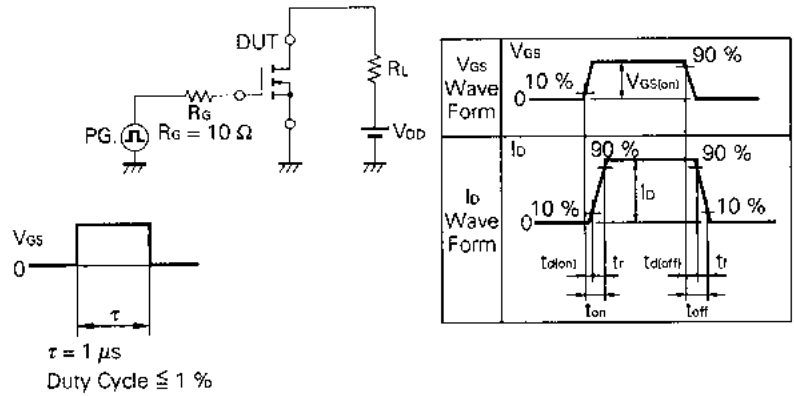 DUT
RL
RG
PG.
RG = 10 Ω
VDD
VGS
0
τ
τ = 1 μs
Duty Cycle ≦ 1 %
VGS
Wave
Form
VGS
90 %
10 %
VGS(on)
0
ID
Wave
Form
ID
90 %
90 %
ID
10 %
10 %
0
td(on)
tr
td(off)
tf
ton
toff